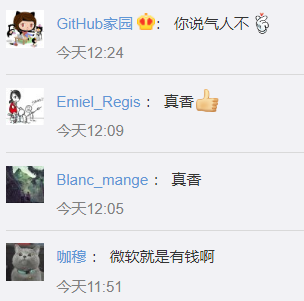 GitHub家园： 你说气人不
今天12:24
Emiel_Regis： 真香
今天12:09
Blanc_mange： 真香
今天12:05
咖穆： 微软就是有钱啊
今天11:51